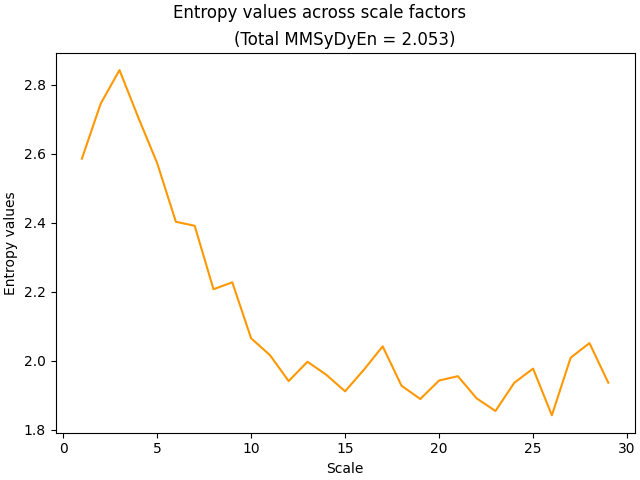 Entropy values across scale factors
(Total MMSyDyEn = 2.053)
Entropy values
2.8
2.6
2.4
2.2
2.0
1.8
0 5 10 15 20 25 30
Scale